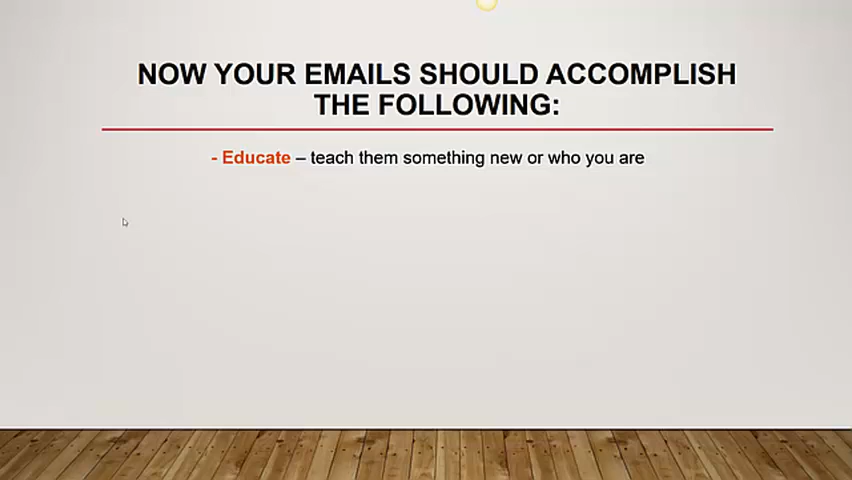 NOW YOUR EMAILS SHOULD ACCOMPLISH
THE FOLLOWING:
- Educate – teach them something new or who you are